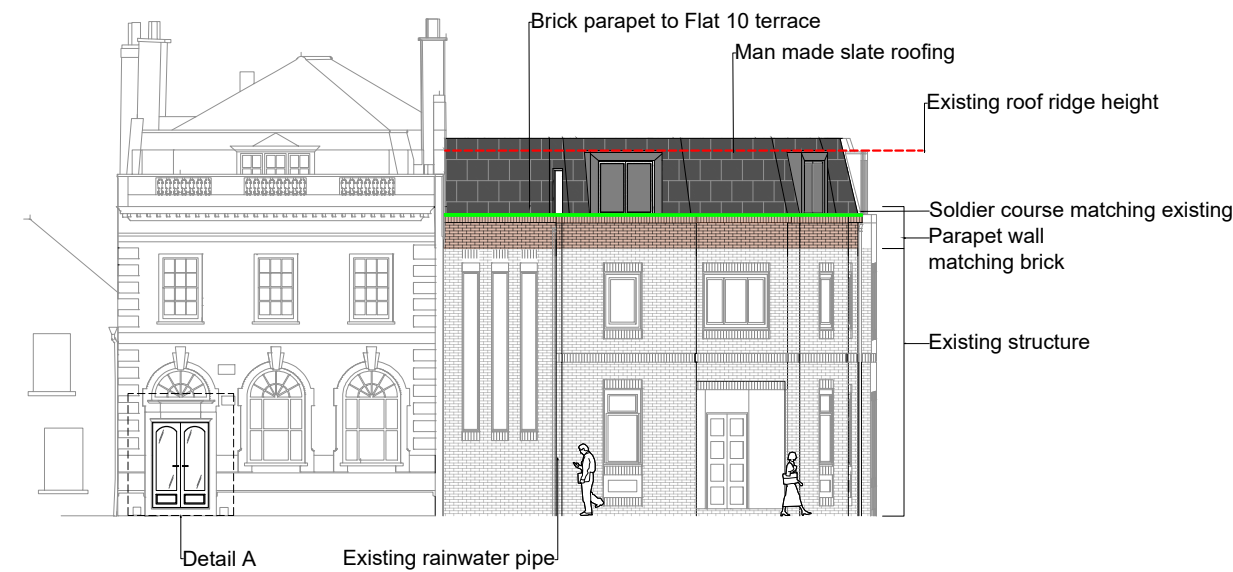 Brick parapet to Flat 10 terrace
Man made slate roofing
Existing roof ridge height
Soldier course matching existing
Parapet wall
matching brick
Existing structure
Detail A
Existing rainwater pipe